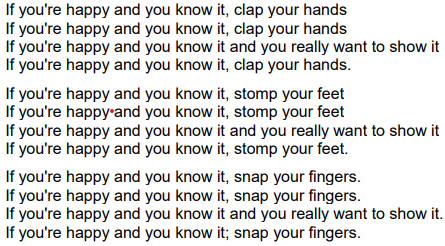 If you're happy and you know it, clap your hands
If you're happy and you know it, clap your hands
If you're happy and you know it and you really want to show it
If you're happy and you know it, clap your hands.

If you're happy and you know it, stomp your feet
If you're happy•and you know it, stomp your feet
If you're happy and you know it and you really want to show it
If you're happy and you know it, stomp your feet.

If you're happy and you know it, snap your fingers.
If you're happy and you know it, snap your fingers.
If you're happy and you know it and you really want to show it.
If you're happy and you know it; snap your fingers.